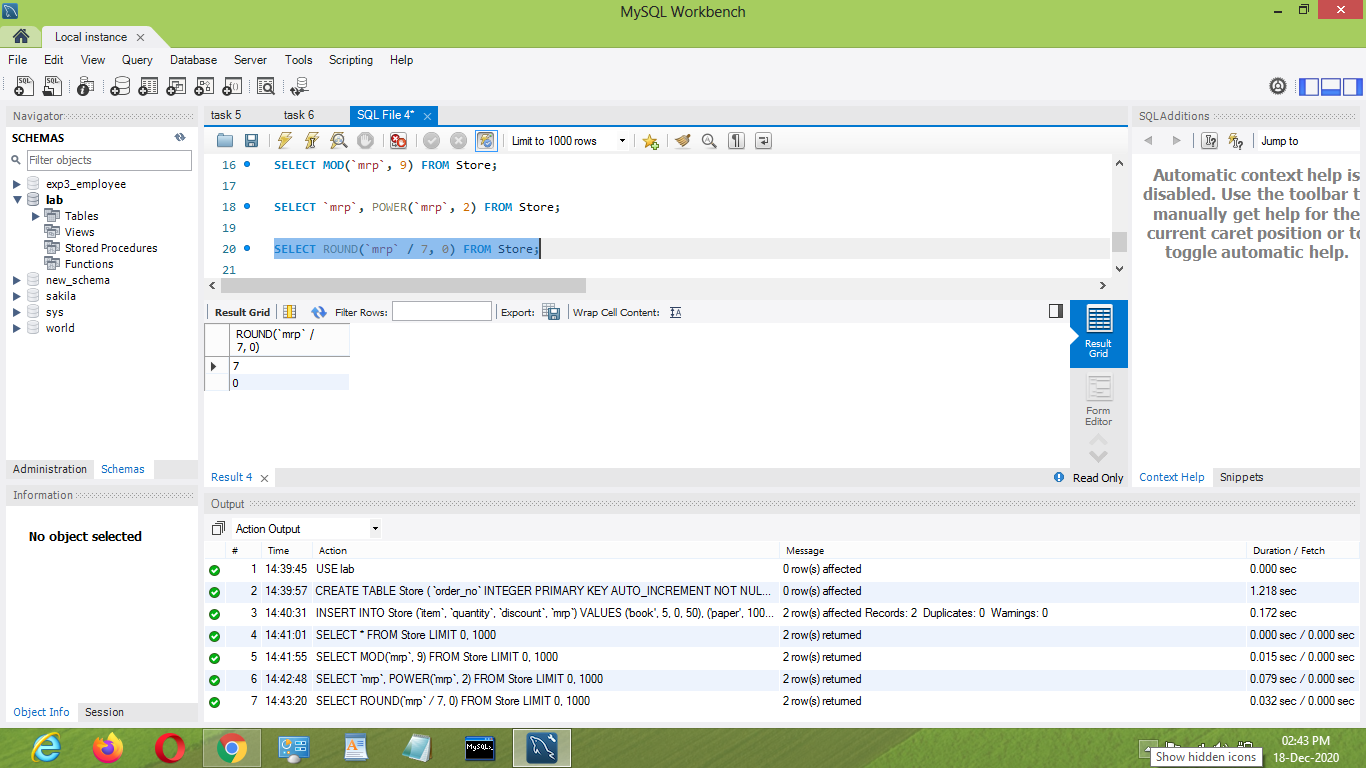 MySQL Workbench
Local instance
File Edit View Query Database Server Tools Scripting Help
Navigator
SCHEMAS
Filter objects
exp3_employee
lab
Tables
Views
Stored Procedures
Functions
new_schema
sakila
sys
world
Administration Schemas
Information
No object selected
Object Info Session
task 5 task 6 SQL File 4*
Limit to 1000 rows
16 SELECT MOD(`mrp`, 9) FROM Store;
17
18 SELECT `mrp`, POWER(`mrp`, 2) FROM Store;
19
20 SELECT ROUND(`mrp` / 7, 0) FROM Store;
21
Result Grid Filter Rows: Export: Wrap Cell Content:
ROUND(`mrp` /
7, 0)
7
0
Result
Grid
Form
Editor
Result 4 Read Only
SQLAdditions
Jump to
Automatic context help is
disabled. Use the toolbar t
manually get help for the
current caret position or to
toggle automatic help.
Context Help Snippets
Output
Action Output
# Time Action Message Duration / Fetch
1 14:39:45 USE lab 0 row(s) affected 0.000 sec
2 14:39:57 CREATE TABLE Store ( `order_no` INTEGER PRIMARY KEY AUTO_INCREMENT NOT NUL... 0 row(s) affected 1.218 sec
3 14:40:31 INSERT INTO Store (`item`, `quantity`, `discount`, `mrp`) VALUES ('book', 5, 0, 50), ('paper', 100... 2 row(s) affected Records: 2 Duplicates: 0 Warnings: 0 0.172 sec
4 14:41:01 SELECT * FROM Store LIMIT 0, 1000 2 row(s) returned 0.000 sec / 0.000 sec
5 14:41:55 SELECT MOD(`mrp`, 9) FROM Store LIMIT 0, 1000 2 row(s) returned 0.015 sec / 0.000 sec
6 14:42:48 SELECT `mrp`, POWER(`mrp`, 2) FROM Store LIMIT 0, 1000 2 row(s) returned 0.079 sec / 0.000 sec
7 14:43:20 SELECT ROUND(`mrp` / 7, 0) FROM Store LIMIT 0, 1000 2 row(s) returned 0.032 sec / 0.000 sec
02:43 PM
Show hidden icons
18-Dec-2020